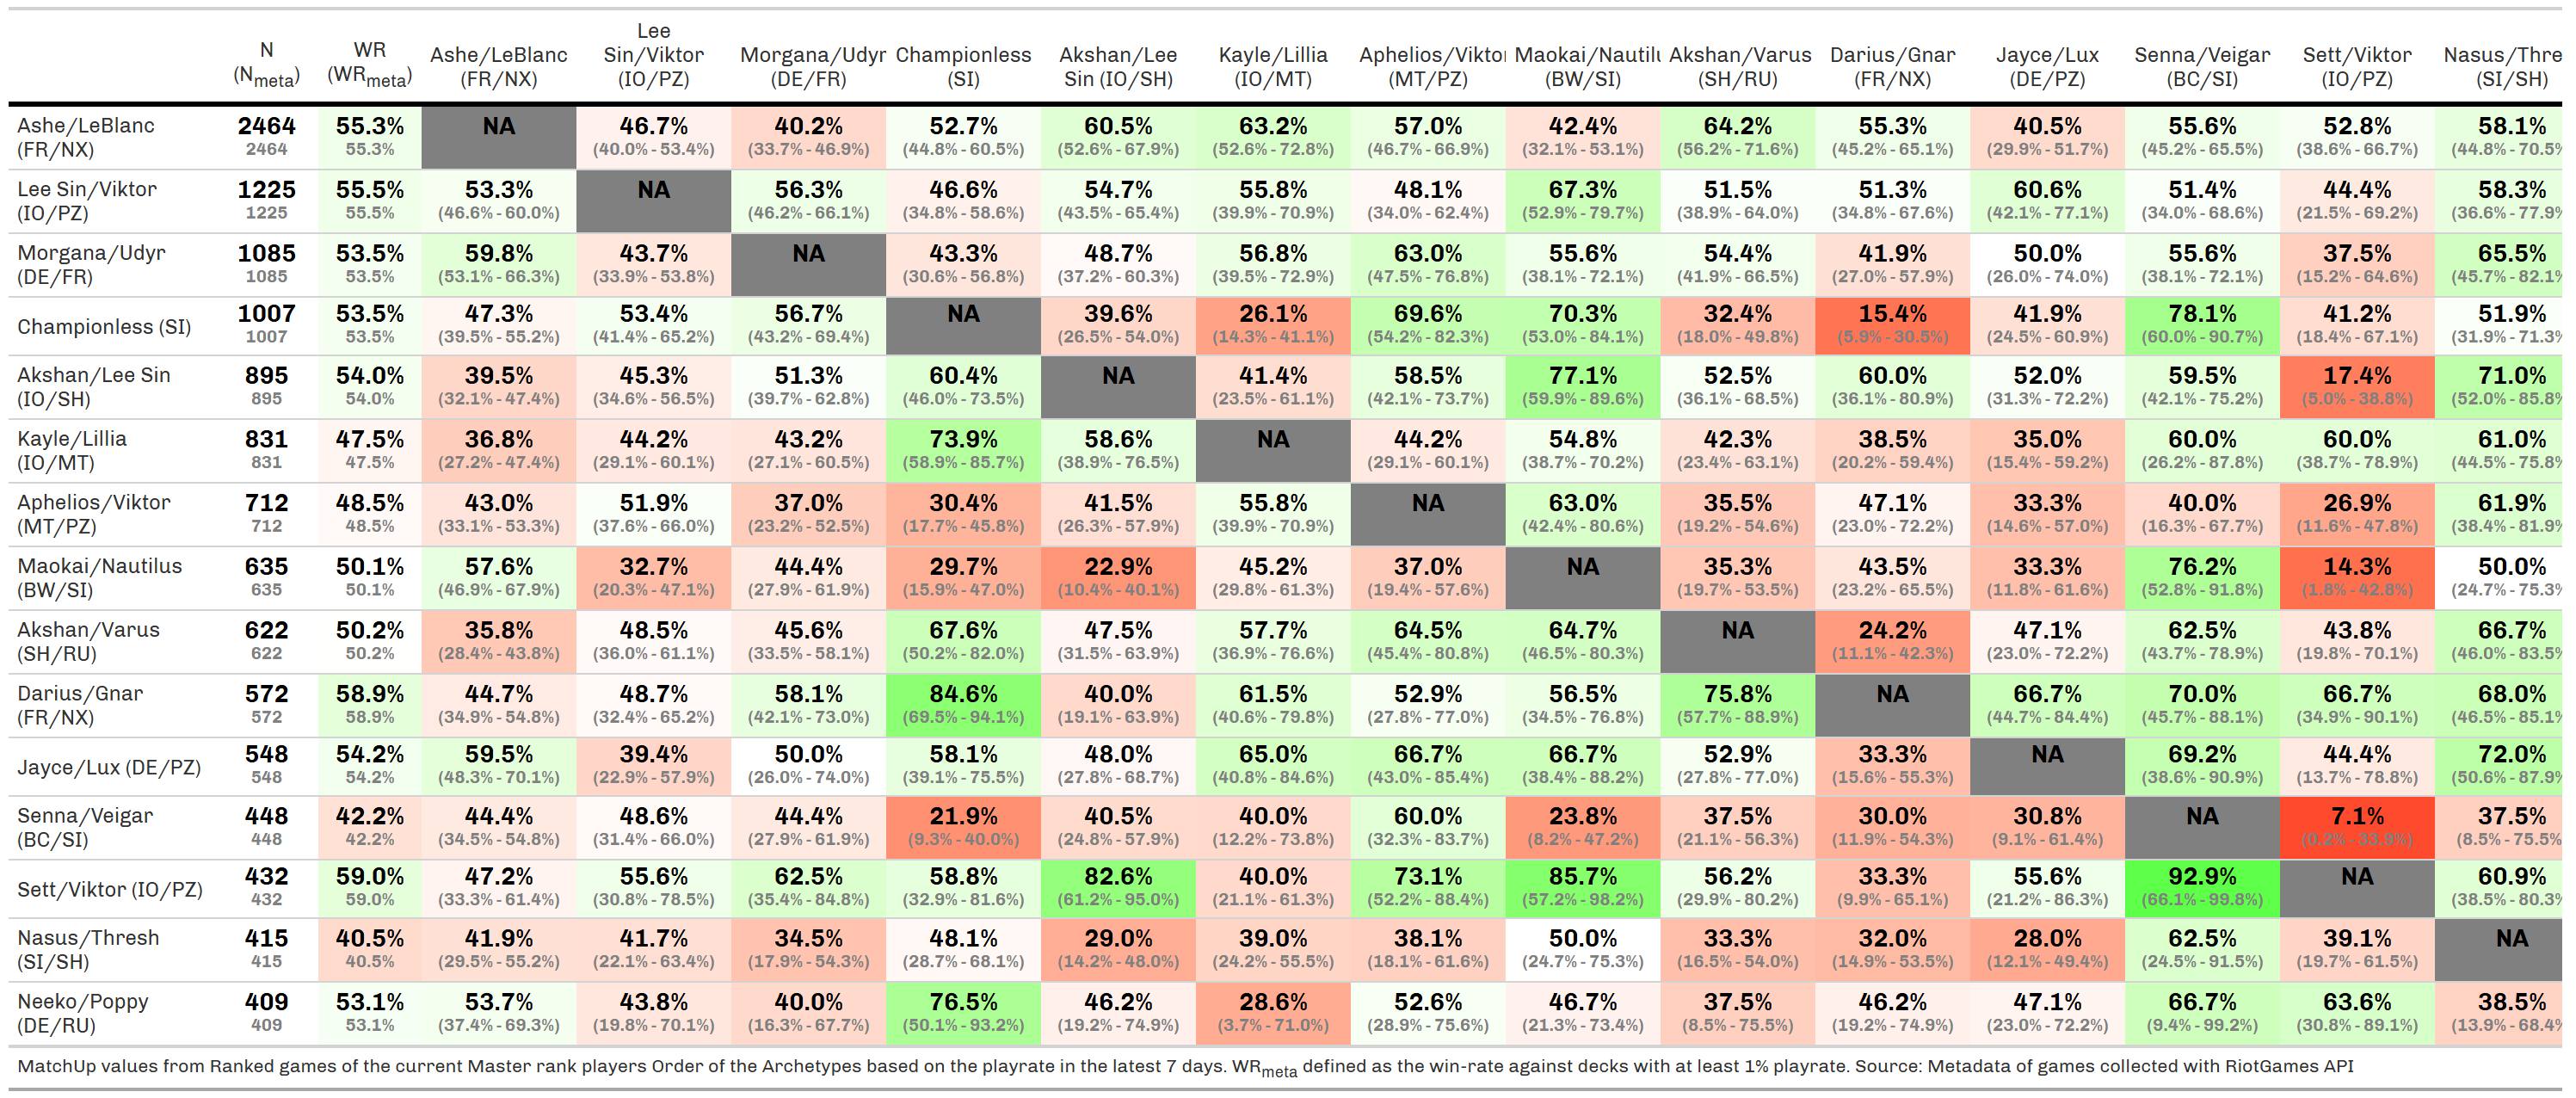 Lee
N WR Ashe/LeBlanc Sin/Viktor Morgana/Udyr Championless Akshan/Lee Kayle/Lillia Aphelios/Viktor Maokai/Nautilu Akshan/Varus Darius/Gnar Jayce/Lux Senna/Veigar Sett/Viktor Nasus/Thre
(Nmeta) (WRmeta) (FR/NX) (IO/PZ) (DE/FR) (SI) Sin (IO/SH) (IO/MT) (MT/PZ) (BW/SI) (SH/RU) (FR/NX) (DE/PZ) (BC/SI) (IO/PZ) (SI/SH)
Ashe/LeBlanc 2464 55.3% NA 46.7% 40.2% 52.7% 60.5% 63.2% 57.0% 42.4% 64.2% 55.3% 40.5% 55.6% 52.8% 58.1%
(FR/NX) 2464 55.3% (40.0% - 53.4%) (33.7% - 46.9%) (44.8% - 60.5%) (52.6% - 67.9%) (52.6% - 72.8%) (46.7% - 66.9%) (32.1% - 53.1%) (56.2% - 71.6%) (45.2% - 65.1%) (29.9% - 51.7%) (45.2% - 65.5%) (38.6% - 66.7%) (44.8% - 70.5%
Lee Sin/Viktor 1225 55.5% 53.3% NA 56.3% 46.6% 54.7% 55.8% 48.1% 67.3% 51.5% 51.3% 60.6% 51.4% 44.4% 58.3%
(IO/PZ) 1225 55.5% (46.6% - 60.0%) (46.2% - 66.1%) (34.8% - 58.6%) (43.5% - 65.4%) (39.9% - 70.9%) (34.0% - 62.4%) (52.9% - 79.7%) (38.9% - 64.0%) (34.8% - 67.6%) (42.1% - 77.1%) (34.0% - 68.6%) (21.5% - 69.2%) (36.6% - 77.9%
Morgana/Udyr 1085 53.5% 59.8% 43.7% NA 43.3% 48.7% 56.8% 63.0% 55.6% 54.4% 41.9% 50.0% 55.6% 37.5% 65.5%
(DE/FR) 1085 53.5% (53.1% - 66.3%) (33.9% - 53.8%) (30.6% - 56.8%) (37.2% - 60.3%) (39.5% - 72.9%) (47.5% - 76.8%) (38.1% - 72.1%) (41.9% - 66.5%) (27.0% - 57.9%) (26.0% - 74.0%) (38.1% - 72.1%) (15.2% - 64.6%) (45.7% - 82.1%
Championless (SI) 1007 53.5% 47.3% 53.4% 56.7% NA 39.6% 26.1% 69.6% 70.3% 32.4% 15.4% 41.9% 78.1% 41.2% 51.9%
1007 53.5% (39.5% - 55.2%) (41.4% - 65.2%) (43.2% - 69.4%) (26.5% - 54.0%) (14.3% - 41.1%) (54.2% - 82.3%) (53.0% - 84.1%) (18.0% - 49.8%) (5.9% - 30.5%) (24.5% - 60.9%) (60.0% - 90.7%) (18.4% - 67.1%) (31.9% - 71.3%
Akshan/Lee Sin 895 54.0% 39.5% 45.3% 51.3% 60.4% NA 41.4% 58.5% 77.1% 52.5% 60.0% 52.0% 59.5% 17.4% 71.0%
(IO/SH) 895 54.0% (32.1% - 47.4%) (34.6% - 56.5%) (39.7% - 62.8%) (46.0% - 73.5%) (23.5% - 61.1%) (42.1% - 73.7%) (59.9% - 89.6%) (36.1% - 68.5%) (36.1% - 80.9%) (31.3% - 72.2%) (42.1% - 75.2%) (5.0% - 38.8%) (52.0% - 85.8%
Kayle/Lillia 831 47.5% 36.8% 44.2% 43.2% 73.9% 58.6% NA 44.2% 54.8% 42.3% 38.5% 35.0% 60.0% 60.0% 61.0%
(IO/MT) 831 47.5% (27.2% - 47.4%) (29.1% - 60.1%) (27.1% - 60.5%) (58.9% - 85.7%) (38.9% - 76.5%) (29.1% - 60.1%) (38.7% - 70.2%) (23.4% - 63.1%) (20.2% - 59.4%) (15.4% - 59.2%) (26.2% - 87.8%) (38.7% - 78.9%) (44.5% - 75.8%
Aphelios/Viktor 712 48.5% 43.0% 51.9% 37.0% 30.4% 41.5% 55.8% NA 63.0% 35.5% 47.1% 33.3% 40.0% 26.9% 61.9%
(MT/PZ) 712 48.5% (33.1% - 53.3%) (37.6% - 66.0%) (23.2% - 52.5%) (17.7% - 45.8%) (26.3% - 57.9%) (39.9% - 70.9%) (42.4% - 80.6%) (19.2% - 54.6%) (23.0% - 72.2%) (14.6% - 57.0%) (16.3% - 67.7%) (11.6% - 47.8%) (38.4% - 81.9%
Maokai/Nautilus 635 50.1% 57.6% 32.7% 44.4% 29.7% 22.9% 45.2% 37.0% NA 35.3% 43.5% 33.3% 76.2% 14.3% 50.0%
(BW/SI) 635 50.1% (46.9% - 67.9%) (20.3% - 47.1%) (27.9% - 61.9%) (15.9% - 47.0%) (10.4% - 40.1%) (29.8% - 61.3%) (19.4% - 57.6%) (19.7% - 53.5%) (23.2% - 65.5%) (11.8% - 61.6%) (52.8% - 91.8%) (1.8% - 42.8%) (24.7% - 75.3%
Akshan/Varus 622 50.2% 35.8% 48.5% 45.6% 67.6% 47.5% 57.7% 64.5% 64.7% NA 24.2% 47.1% 62.5% 43.8% 66.7%
(SH/RU) 622 50.2% (28.4% - 43.8%) (36.0% - 61.1%) (33.5% - 58.1%) (50.2% - 82.0%) (31.5% - 63.9%) (36.9% - 76.6%) (45.4% - 80.8%) (46.5% - 80.3%) (11.1% - 42.3%) (23.0% - 72.2%) (43.7% - 78.9%) (19.8% - 70.1%) (46.0% - 83.5%
Darius/Gnar 572 58.9% 44.7% 48.7% 58.1% 84.6% 40.0% 61.5% 52.9% 56.5% 75.8% NA 66.7% 70.0% 66.7% 68.0%
(FR/NX) 572 58.9% (34.9% - 54.8%) (32.4% - 65.2%) (42.1% - 73.0%) (69.5% - 94.1%) (19.1% - 63.9%) (40.6% - 79.8%) (27.8% - 77.0%) (34.5% - 76.8%) (57.7% - 88.9%) (44.7% - 84.4%) (45.7% - 88.1%) (34.9% - 90.1%) (46.5% - 85.1%
Jayce/Lux (DE/PZ) 548 54.2% 59.5% 39.4% 50.0% 58.1% 48.0% 65.0% 66.7% 66.7% 52.9% 33.3% NA 69.2% 44.4% 72.0%
548 54.2% (48.3% - 70.1%) (22.9% - 57.9%) (26.0% - 74.0%) (39.1% - 75.5%) (27.8% - 68.7%) (40.8% - 84.6%) (43.0% - 85.4%) (38.4% - 88.2%) (27.8% - 77.0%) (15.6% - 55.3%) (38.6% - 90.9%) (13.7% - 78.8%) (50.6% - 87.9%
Senna/Veigar 448 42.2% 44.4% 48.6% 44.4% 21.9% 40.5% 40.0% 60.0% 23.8% 37.5% 30.0% 30.8% NA 7.1% 37.5%
(BC/SI) 448 42.2% (34.5% - 54.8%) (31.4% - 66.0%) (27.9% - 61.9%) (9.3% - 40.0%) (24.8% - 57.9%) (12.2% - 73.8%) (32.3% - 83.7%) (8.2% - 47.2%) (21.1% - 56.3%) (11.9% - 54.3%) (9.1% - 61.4%) (0.2% - 33.9%) (8.5% - 75.5%
Sett/Viktor (IO/PZ) 432 59.0% 47.2% 55.6% 62.5% 58.8% 82.6% 40.0% 73.1% 85.7% 56.2% 33.3% 55.6% 92.9% NA 60.9%
432 59.0% (33.3% - 61.4%) (30.8% - 78.5%) (35.4% - 84.8%) (32.9% - 81.6%) (61.2% - 95.0%) (21.1% - 61.3%) (52.2% - 88.4%) (57.2% - 98.2%) (29.9% - 80.2%) (9.9% - 65.1%) (21.2% - 86.3%) (66.1% - 99.8%) (38.5% - 80.3%
Nasus/Thresh 415 40.5% 41.9% 41.7% 34.5% 48.1% 29.0% 39.0% 38.1% 50.0% 33.3% 32.0% 28.0% 62.5% 39.1% NA
(SI/SH) 415 40.5% (29.5% - 55.2%) (22.1% - 63.4%) (17.9% - 54.3%) (28.7% - 68.1%) (14.2% - 48.0%) (24.2% - 55.5%) (18.1% - 61.6%) (24.7% - 75.3%) (16.5% - 54.0%) (14.9% - 53.5%) (12.1% - 49.4%) (24.5% - 91.5%) (19.7% - 61.5%)
Neeko/Poppy 409 53.1% 53.7% 43.8% 40.0% 76.5% 46.2% 28.6% 52.6% 46.7% 37.5% 46.2% 47.1% 66.7% 63.6% 38.5%
(DE/RU) 409 53.1% (37.4% - 69.3%) (19.8% - 70.1%) (16.3% - 67.7%) (50.1% - 93.2%) (19.2% - 74.9%) (3.7% - 71.0%) (28.9% - 75.6%) (21.3% - 73.4%) (8.5% - 75.5%) (19.2% - 74.9%) (23.0% - 72.2%) (9.4% - 99.2%) (30.8% - 89.1%) (13.9% - 68.4%
MatchUp values from Ranked games of the current Master rank players Order of the Archetypes based on the playrate in the latest 7 days. WRmeta defined as the win-rate against decks with at least 1% playrate. Source: Metadata of games collected with RiotGames API